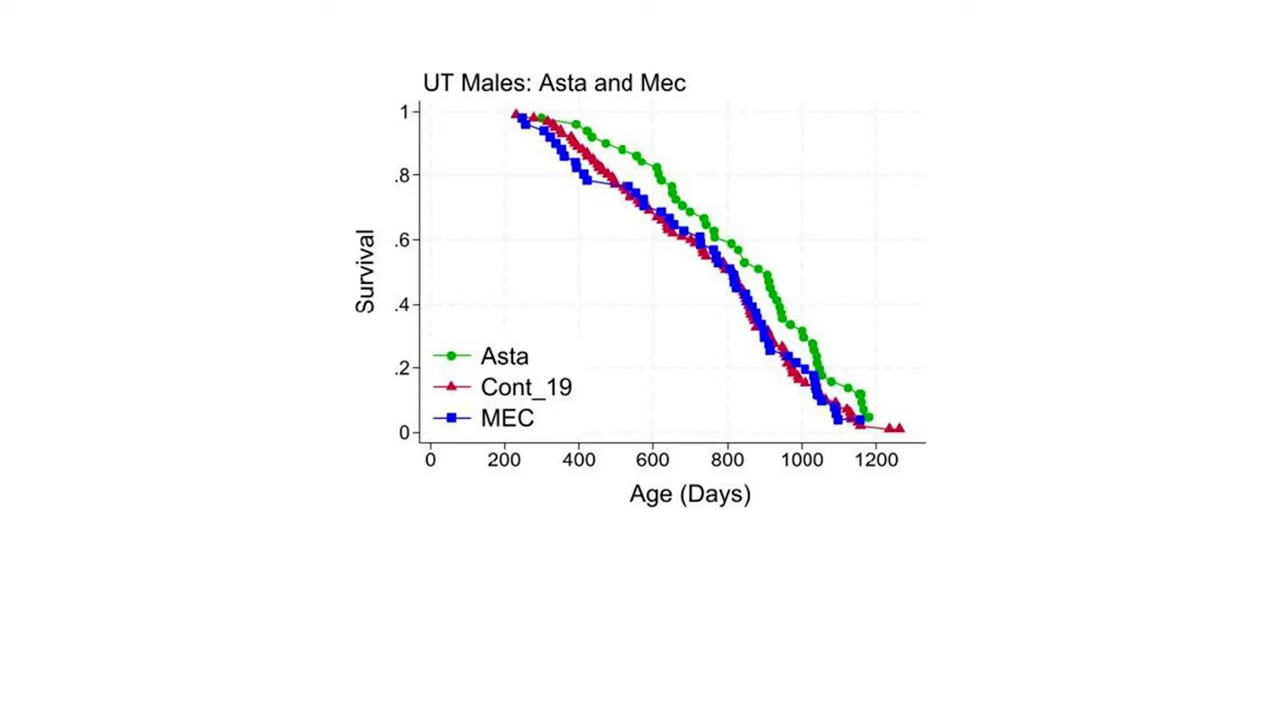 UT Males: Asta and Mec
1
.8
.6
.4
.2
0
Survival
Asta
Cont_19
MEC
0 200 400 600 800 1000 1200
Age (Days)